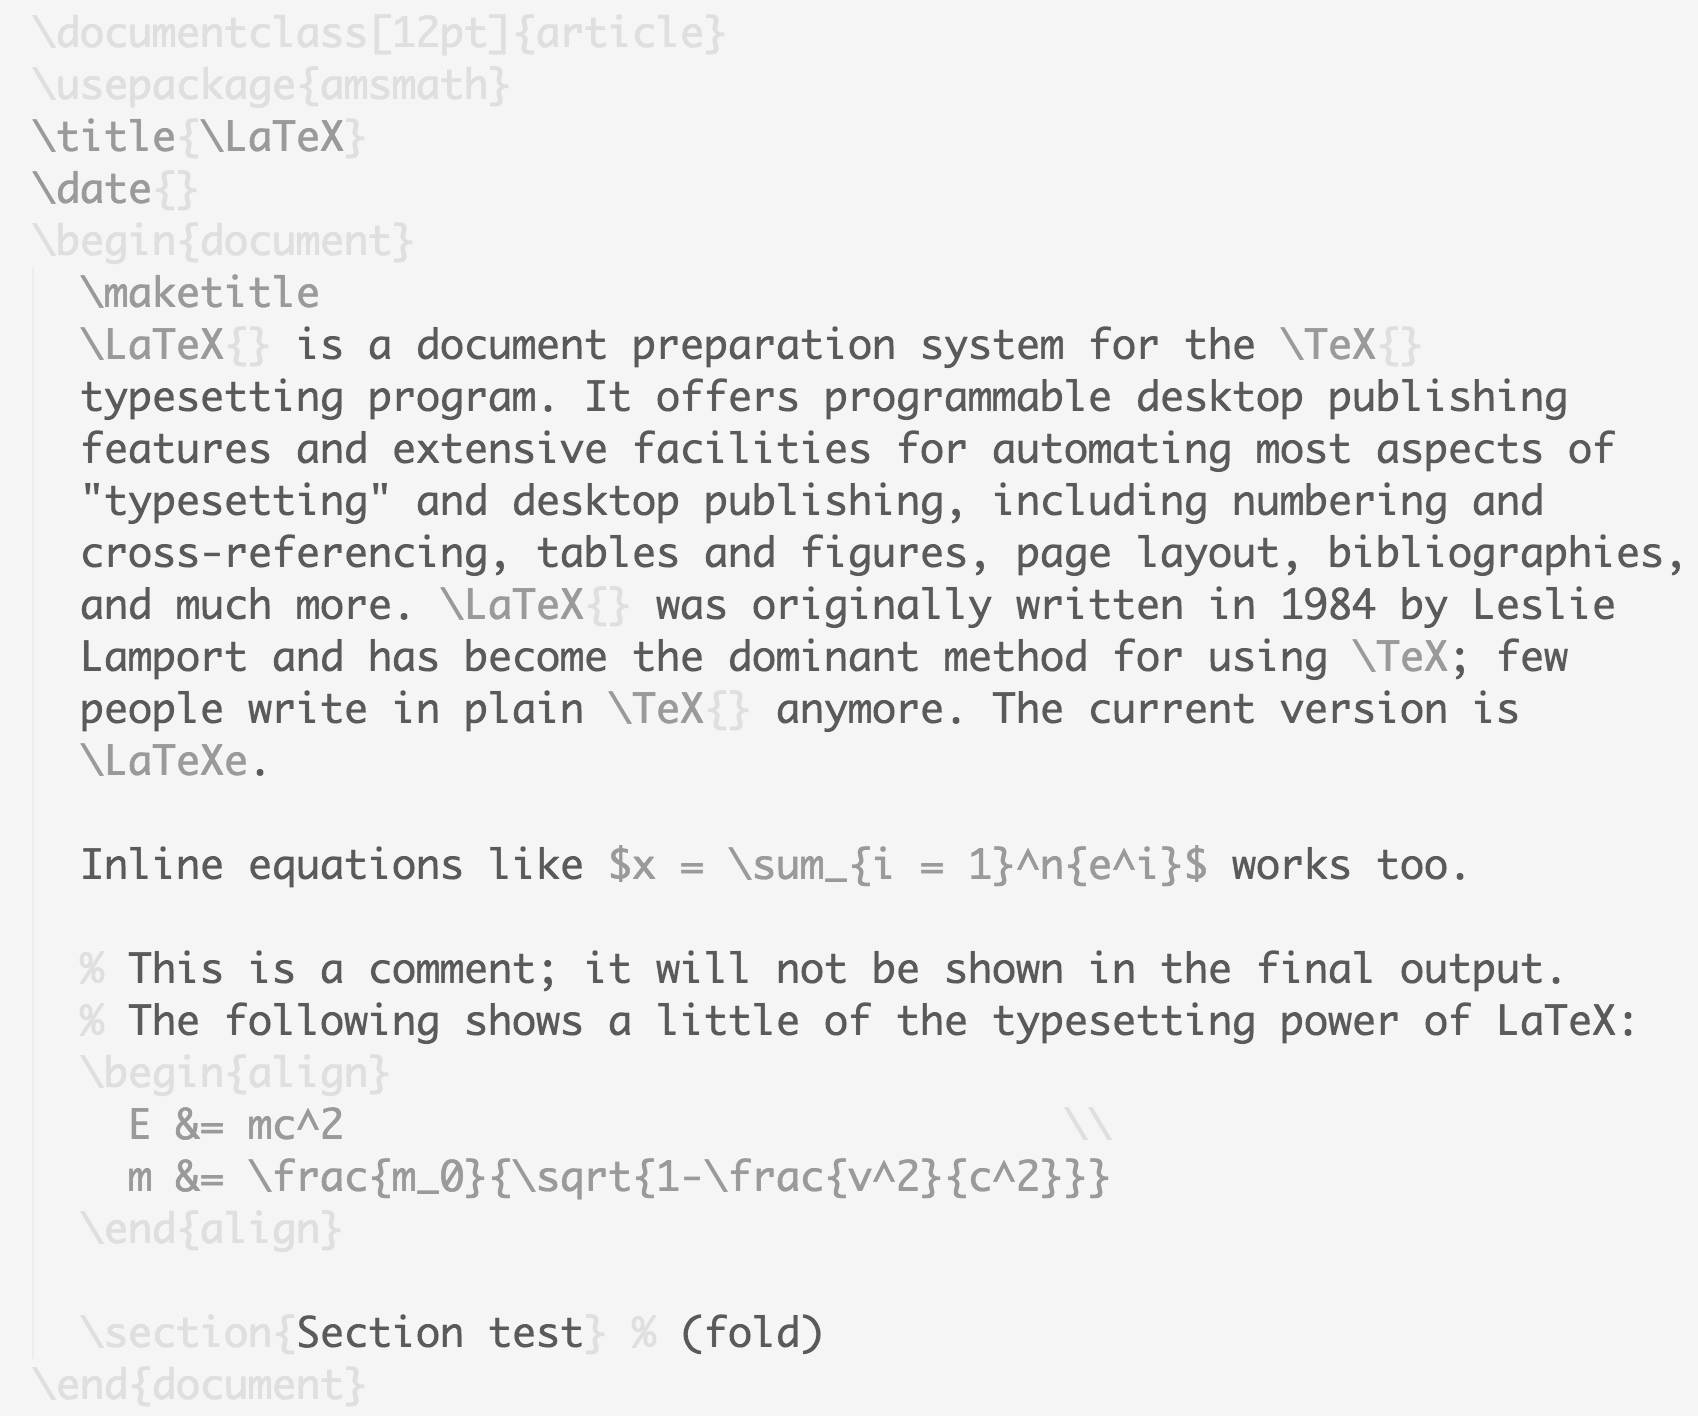 \documentclass[12pt]{article}
\usepackage{amsmath}
\title{\LaTeX}
\date{}
\begin{document}
  \maketitle
  \LaTeX{} is a document preparation system for the \TeX{}
  typesetting program. It offers programmable desktop publishing
  features and extensive facilities for automating most aspects of
  "typesetting" and desktop publishing, including numbering and
  cross-referencing, tables and figures, page layout, bibliographies,
  and much more. \LaTeX{} was originally written in 1984 by Leslie
  Lamport and has become the dominant method for using \TeX; few
  people write in plain \TeX{} anymore. The current version is
  \LaTeXe.

  Inline equations like $x = \sum_{i = 1}^n{e^i}$ works too.

  % This is a comment; it will not be shown in the final output.
  % The following shows a little of the typesetting power of LaTeX:
  \begin{align}
    E &= mc^2                              \\
    m &= \frac{m_0}{\sqrt{1-\frac{v^2}{c^2}}}
  \end{align}

  \section{Section test} % (fold)
\end{document}